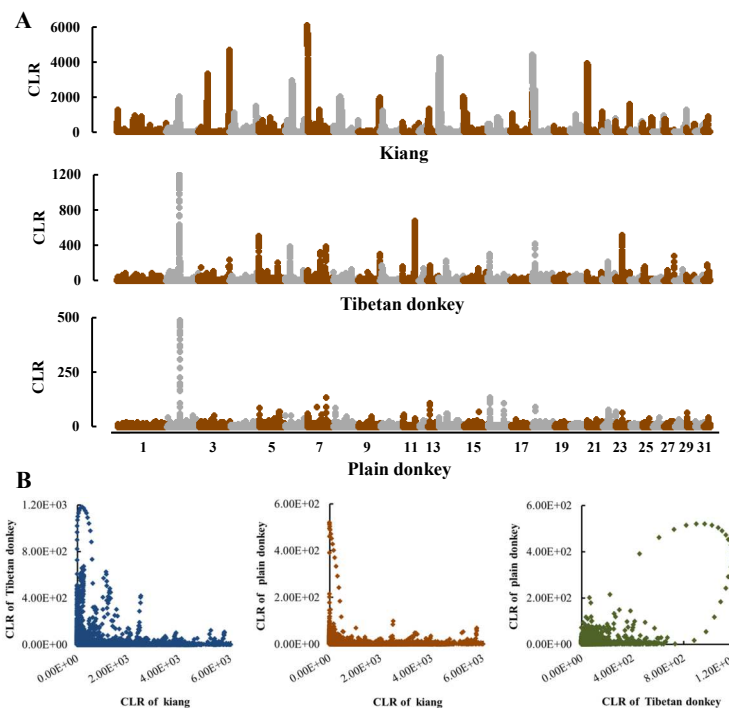 A
CLR
6000
4000
2000
0
Kiang
CLR
1200
800
400
0
Tibetan donkey
CLR
500
250
0
1 3 5 7 9 11 13 15 17 19 21 23 25 27 29 31
Plain donkey
B
CLR of Tibetan donkey
1.20E+03
8.00E+02
4.00E+02
0.00E+00
0.00E+00 2.00E+03 4.00E+03 6.00E+03
CLR of kiang
CLR of plain donkey
6.00E+02
4.00E+02
2.00E+02
0.00E+00
0.00E+00 2.00E+03 4.00E+03 6.00E+03
CLR of kiang
CLR of plain donkey
6.00E+02
4.00E+02
2.00E+02
0.00E+00
0.00E+00 4.00E+02 8.00E+02
CLR of Tibetan donkey